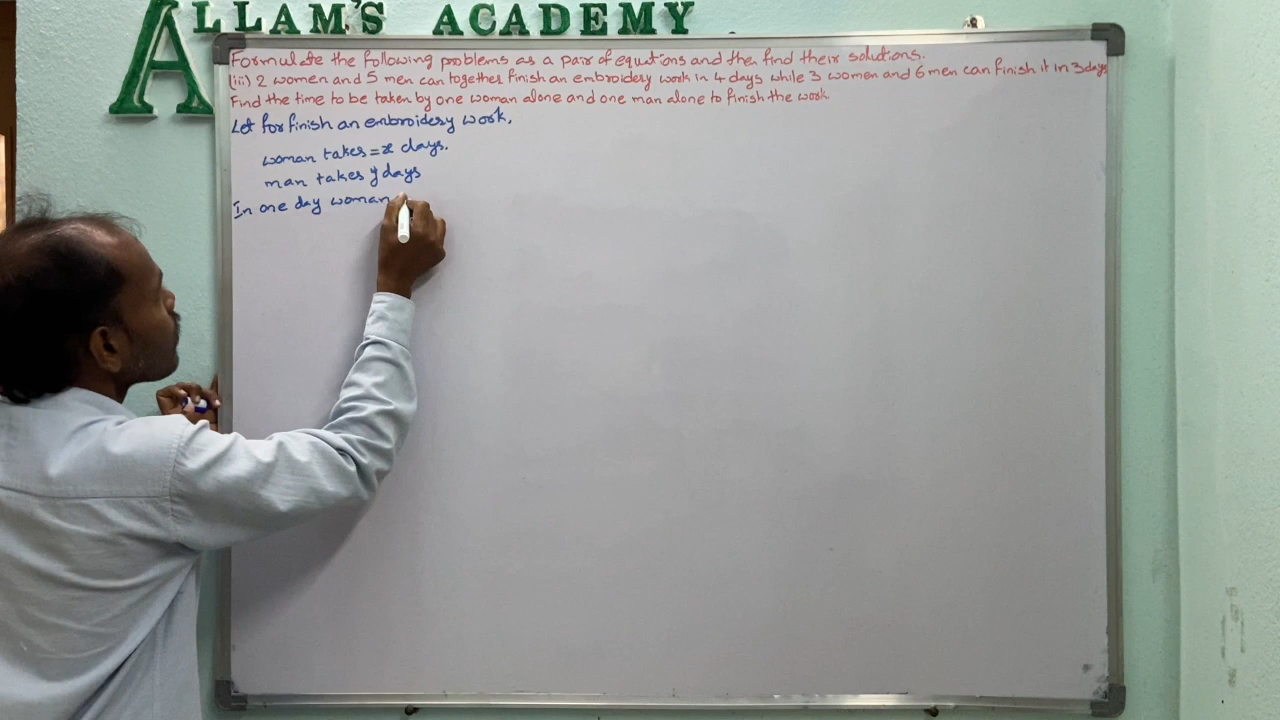 ALLAM'S ACADEMY
Formulate the following problems as a pair of equations and then find their solutions.
(iii) 2 women and 5 men can together finish an embroidery work in 4 days while 3 women and 6 men can finish it in 3 days
Find the time to be taken by one woman alone and one man alone to finish the work.
Let for finish an embroidery work,
woman takes = x days.
man takes y days
In one day woman